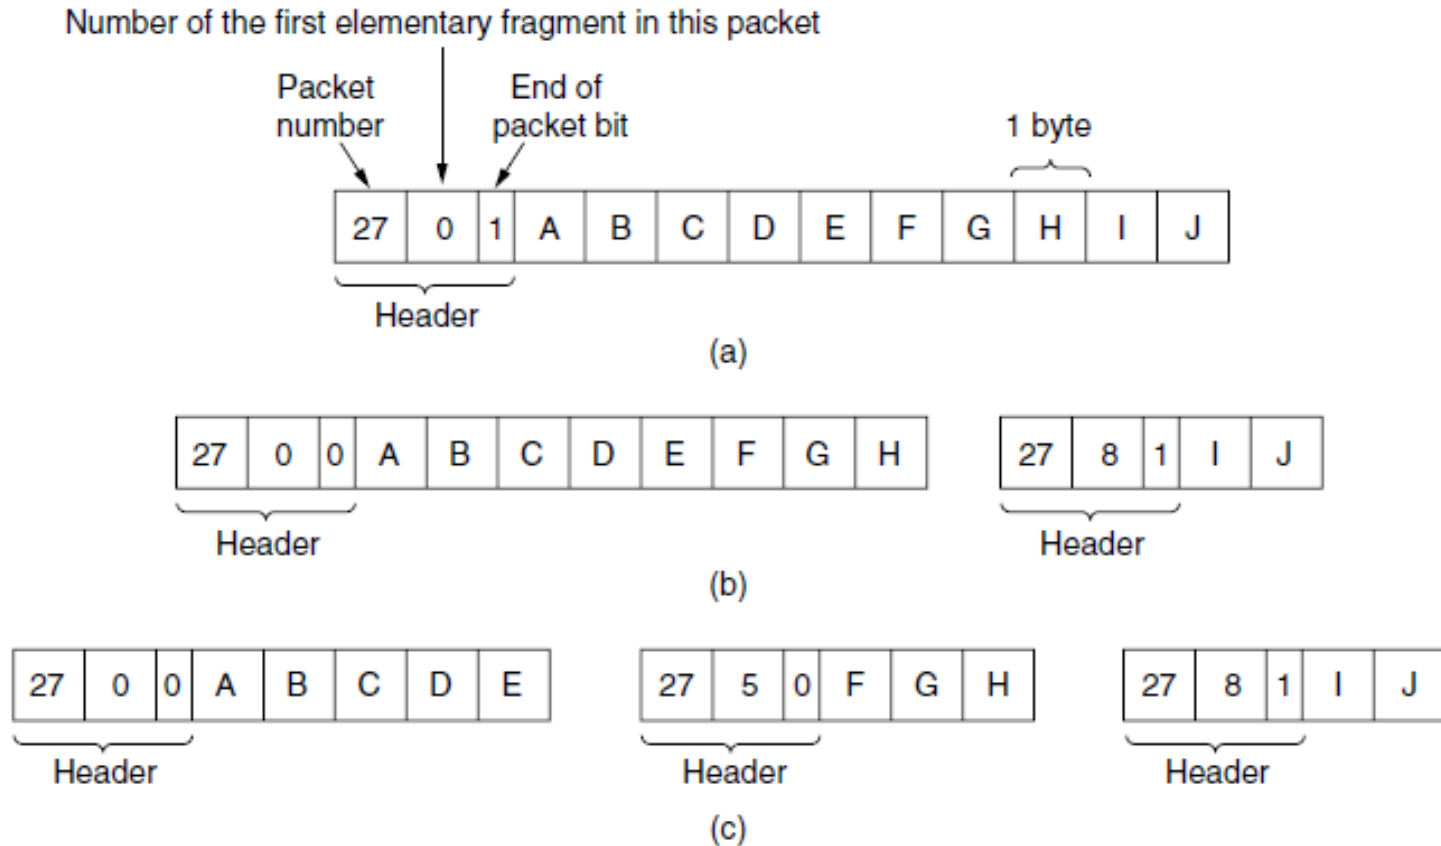 Number of the first elementary fragment in this packet
Packet
number
End of
packet bit
1 byte
27 0 1 A B C D E F G H I J
Header
(a)
27 0 0 A B C D E F G H
27 8 1 I J
Header
Header
(b)
27 0 0 A B C D E
27 5 0 F G H
27 8 1 I J
Header
Header
Header
(c)